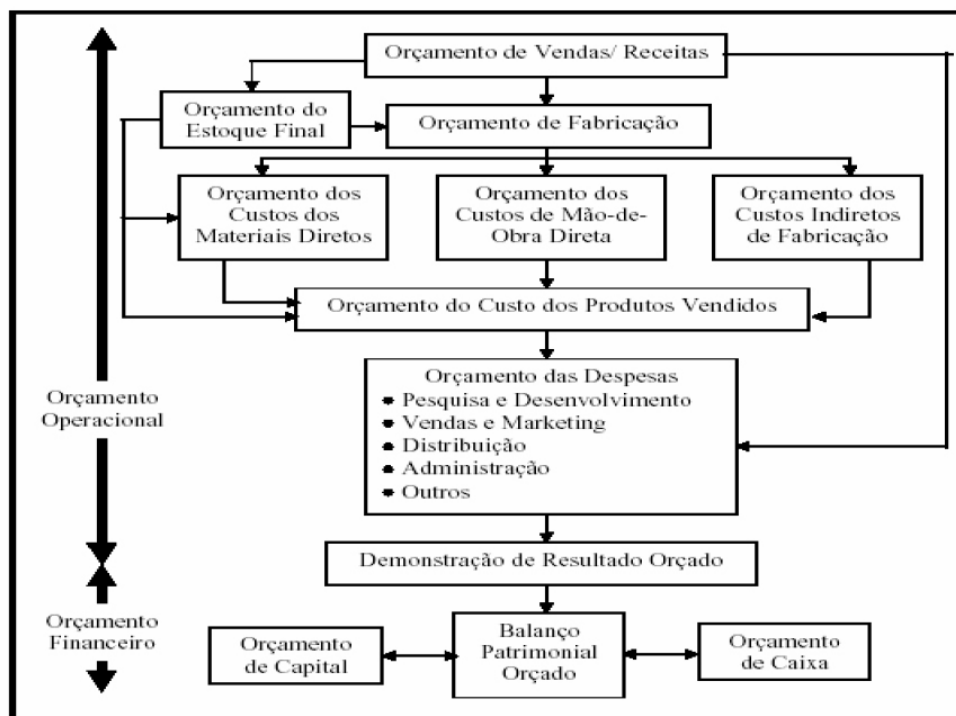 Orçamento de Vendas/ Receitas
Orçamento do
Estoque Final
Orçamento de Fabricação
Orçamento dos
Custos dos
Materiais Diretos
Orçamento dos
Custos de Mão-de-
Obra Direta
Orçamento dos
Custos Indiretos
de Fabricação
Orçamento do Custo dos Produtos Vendidos
Orçamento das Despesas
● Pesquisa e Desenvolvimento
● Vendas e Marketing
● Distribuição
● Administração
● Outros
Orçamento
Operacional
Demonstração de Resultado Orçado
Orçamento
Financeiro
Orçamento
de Capital
Balanço
Patrimonial
Orçado
Orçamento
de Caixa